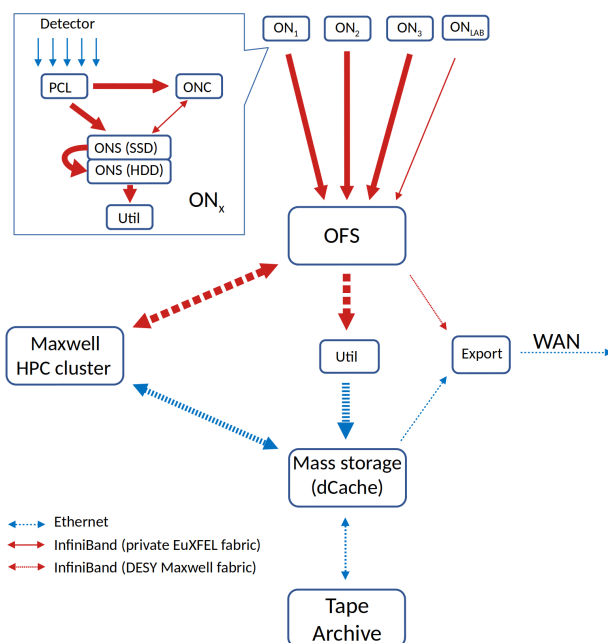 Detector
PCL
ONC
ONS (SSD)
ONS (HDD)
Util
ONx
ON1
ON2
ON3
ONLAB
OFS
Maxwell
HPC cluster
Util
Export
WAN
Mass storage
(dCache)
Ethernet
InfiniBand (private EuXFEL fabric)
InfiniBand (DESY Maxwell fabric)
Tape
Archive